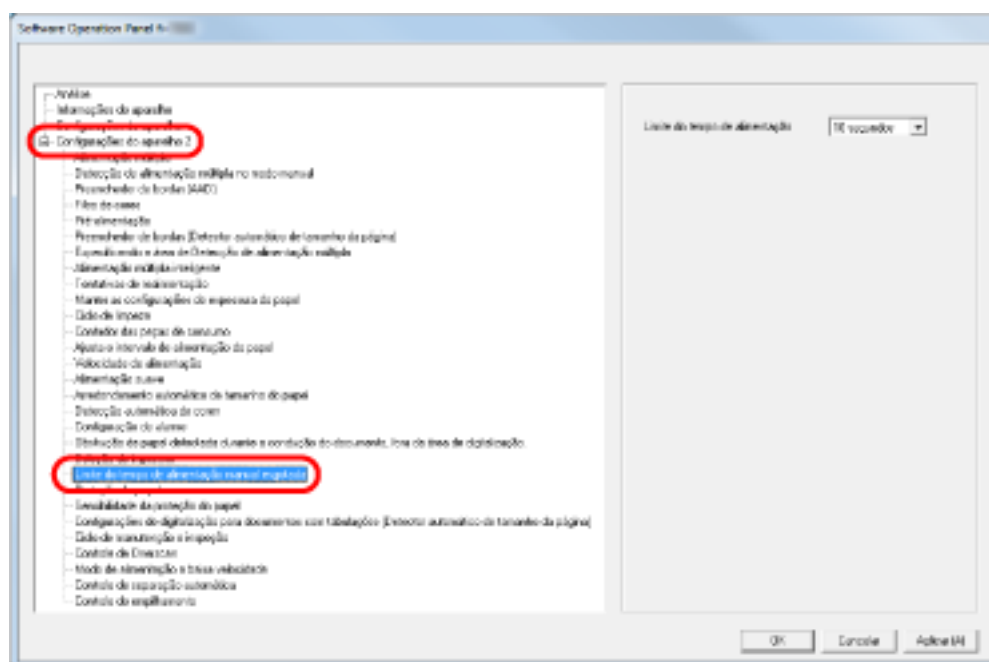 Software Operation Panel fi-
Análise
Informações do aparelho
Configurações do aparelho 2
Detecção de alimentação múltipla no modo manual
Preenchedor de bordas (AAD)
Pré-alimentação
Preenchedor de bordas [Detector automático de tamanho da página]
Especificando a área de Detecção de alimentação múltipla
Alimentação múltipla inteligente
Tentativas de realimentação
Manter as configurações de espessura do papel
Ciclo de limpeza
Contador das peças de consumo
Ajusta o intervalo de alimentação do papel
Velocidade de alimentação
Alimentação suave
Arredondamento automático de tamanho do papel
Detecção automática de cores
Configuração do alarme
Obstrução de papel detectada durante a condução do documento, fora da área de digitalização.
Limite do tempo de alimentação manual esgotado
Sensibilidade da proteção do papel
Configurações de digitalização para documentos com tabulações [Detector automático de tamanho da página]
Ciclo de manutenção e inspeção
Controle de Overscan
Modo de alimentação a baixa velocidade
Controle de separação automática
Controle do empilhamento
Limite do tempo de alimentação
10 segundos
OK
Cancelar
Aplicar(A)